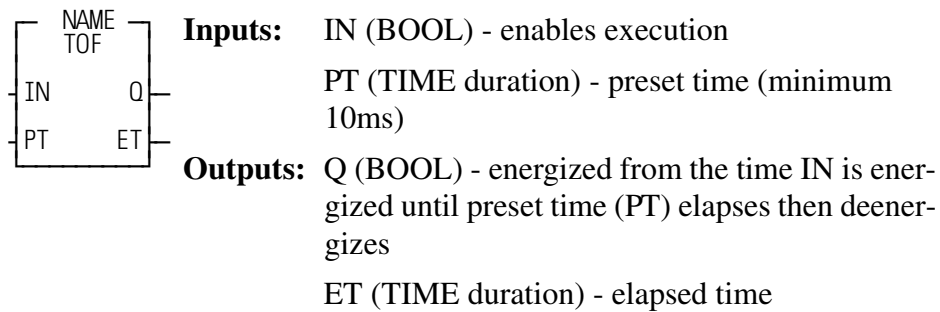 NAME
TOF
IN Q
PT ET
Inputs: IN (BOOL) - enables execution
PT (TIME duration) - preset time (minimum
10ms)
Outputs: Q (BOOL) - energized from the time IN is ener-
gized until preset time (PT) elapses then deener-
gizes
ET (TIME duration) - elapsed time